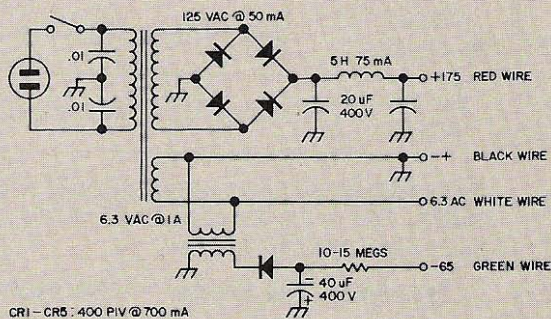 125 VAC @ 50 mA
.01
.01
5 H 75 mA
+175 RED WIRE
20 uF
400 V
-+ BLACK WIRE
6.3 AC WHITE WIRE
6.3 VAC @ 1 A
10-15 MEGS
-65 GREEN WIRE
40 uF
400 V
+
CR1-CR5: 400 PIV @ 700 mA